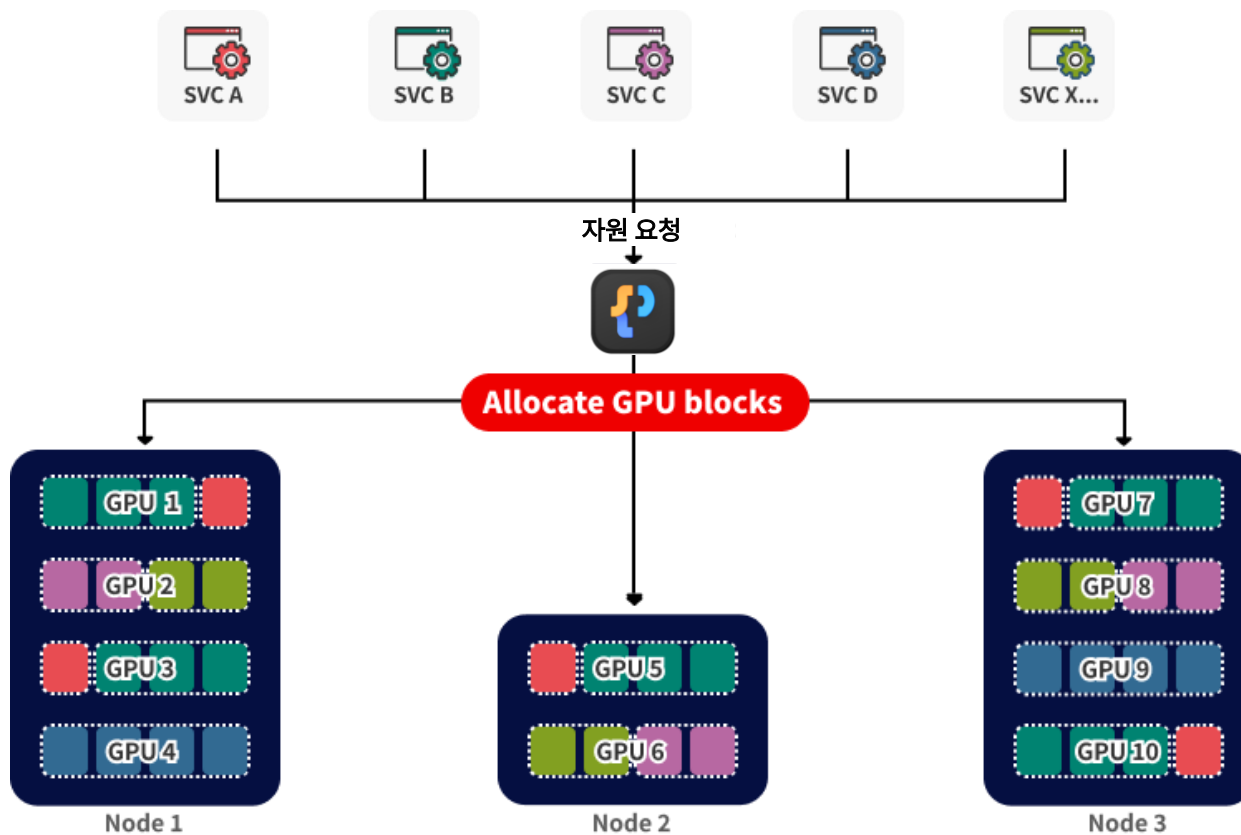 SVC A
SVC B
SVC C
SVC D
SVC X...
자원 요청
Allocate GPU blocks
GPU 1
GPU 2
GPU 3
GPU 4
Node 1
GPU 5
GPU 6
Node 2
GPU 7
GPU 8
GPU 9
GPU 10
Node 3